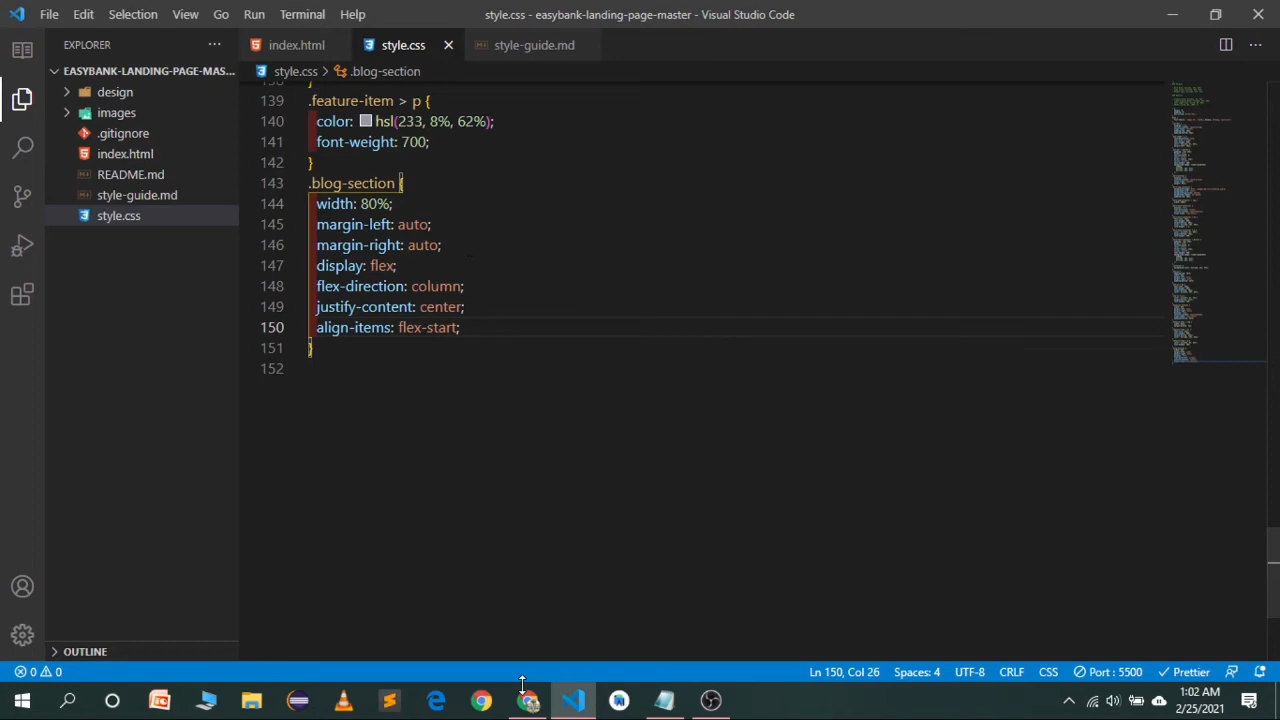 File Edit Selection View Go Run Terminal Help style.css - easybank-landing-page-master - Visual Studio Code
EXPLORER
index.html style.css style-guide.md
EASYBANK-LANDING-PAGE-MAS...
style.css > .blog-section
design
images
.gitignore
index.html
README.md
style-guide.md
style.css
139 .feature-item > p {
140 color: hsl(233, 8%, 62%);
141 font-weight: 700;
142 }
143 .blog-section {
144 width: 80%;
145 margin-left: auto;
146 margin-right: auto;
147 display: flex;
148 flex-direction: column;
149 justify-content: center;
150 align-items: flex-start;
151 }
152
OUTLINE
0 0 Ln 150, Col 26 Spaces: 4 UTF-8 CRLF CSS Port : 5500 Prettier
1:02 AM
2/25/2021